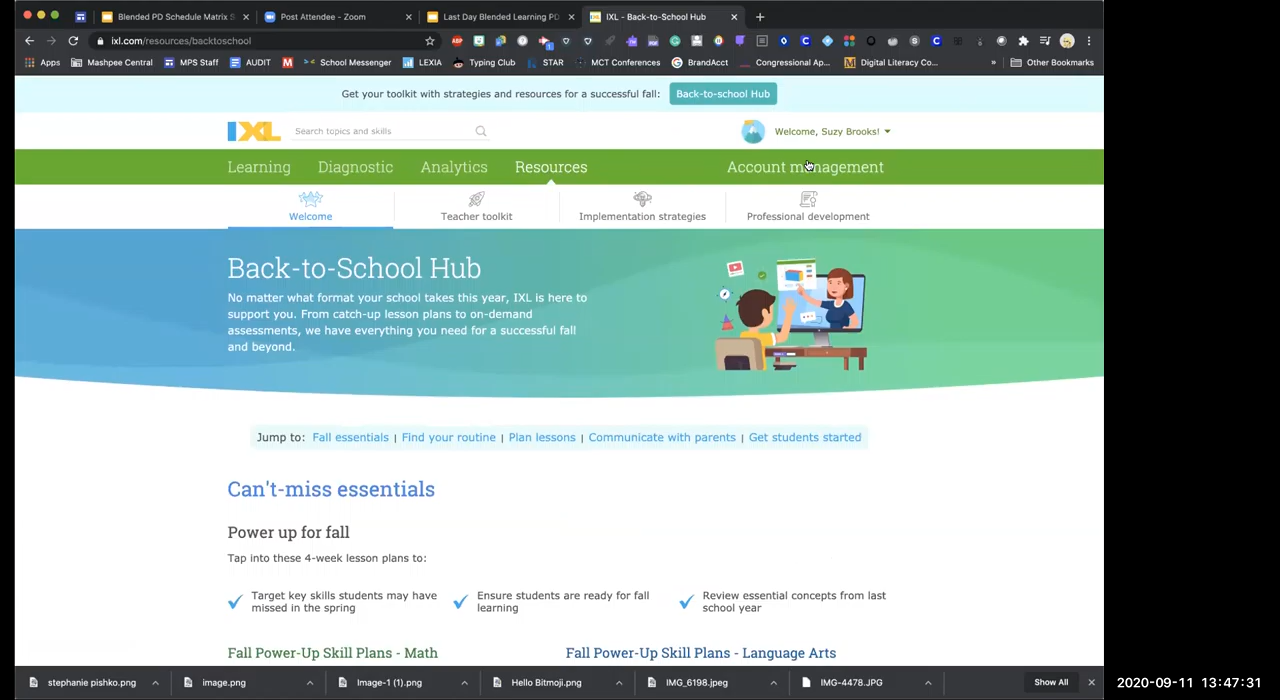 Blended PD Schedule Matrix S
Post Attendee - Zoom
Last Day Blended Learning PD
IXL - Back-to-School Hub
ixl.com/resources/backtoschool
Apps
Mashpee Central
MPS Staff
AUDIT
School Messenger
LEXIA
Typing Club
STAR
MCT Conferences
BrandAcct
Congressional Ap...
Digital Literacy Co...
»
Other Bookmarks
Get your toolkit with strategies and resources for a successful fall:
Back-to-school Hub
IXL
Search topics and skills
Welcome, Suzy Brooks!
Learning
Diagnostic
Analytics
Resources
Account management
Welcome
Teacher toolkit
Implementation strategies
Professional development
Back-to-School Hub
No matter what format your school takes this year, IXL is here to
support you. From catch-up lesson plans to on-demand
assessments, we have everything you need for a successful fall
and beyond.
Jump to: Fall essentials | Find your routine | Plan lessons | Communicate with parents | Get students started
Can't-miss essentials
Power up for fall
Tap into these 4-week lesson plans to:
Target key skills students may have
missed in the spring
Ensure students are ready for fall
learning
Review essential concepts from last
school year
Fall Power-Up Skill Plans - Math
Fall Power-Up Skill Plans - Language Arts
stephanie pishko.png
image.png
Image-1 (1).png
Hello Bitmoji.png
IMG_6198.jpeg
IMG-4478.JPG
Show All
2020-09-11 13:47:31